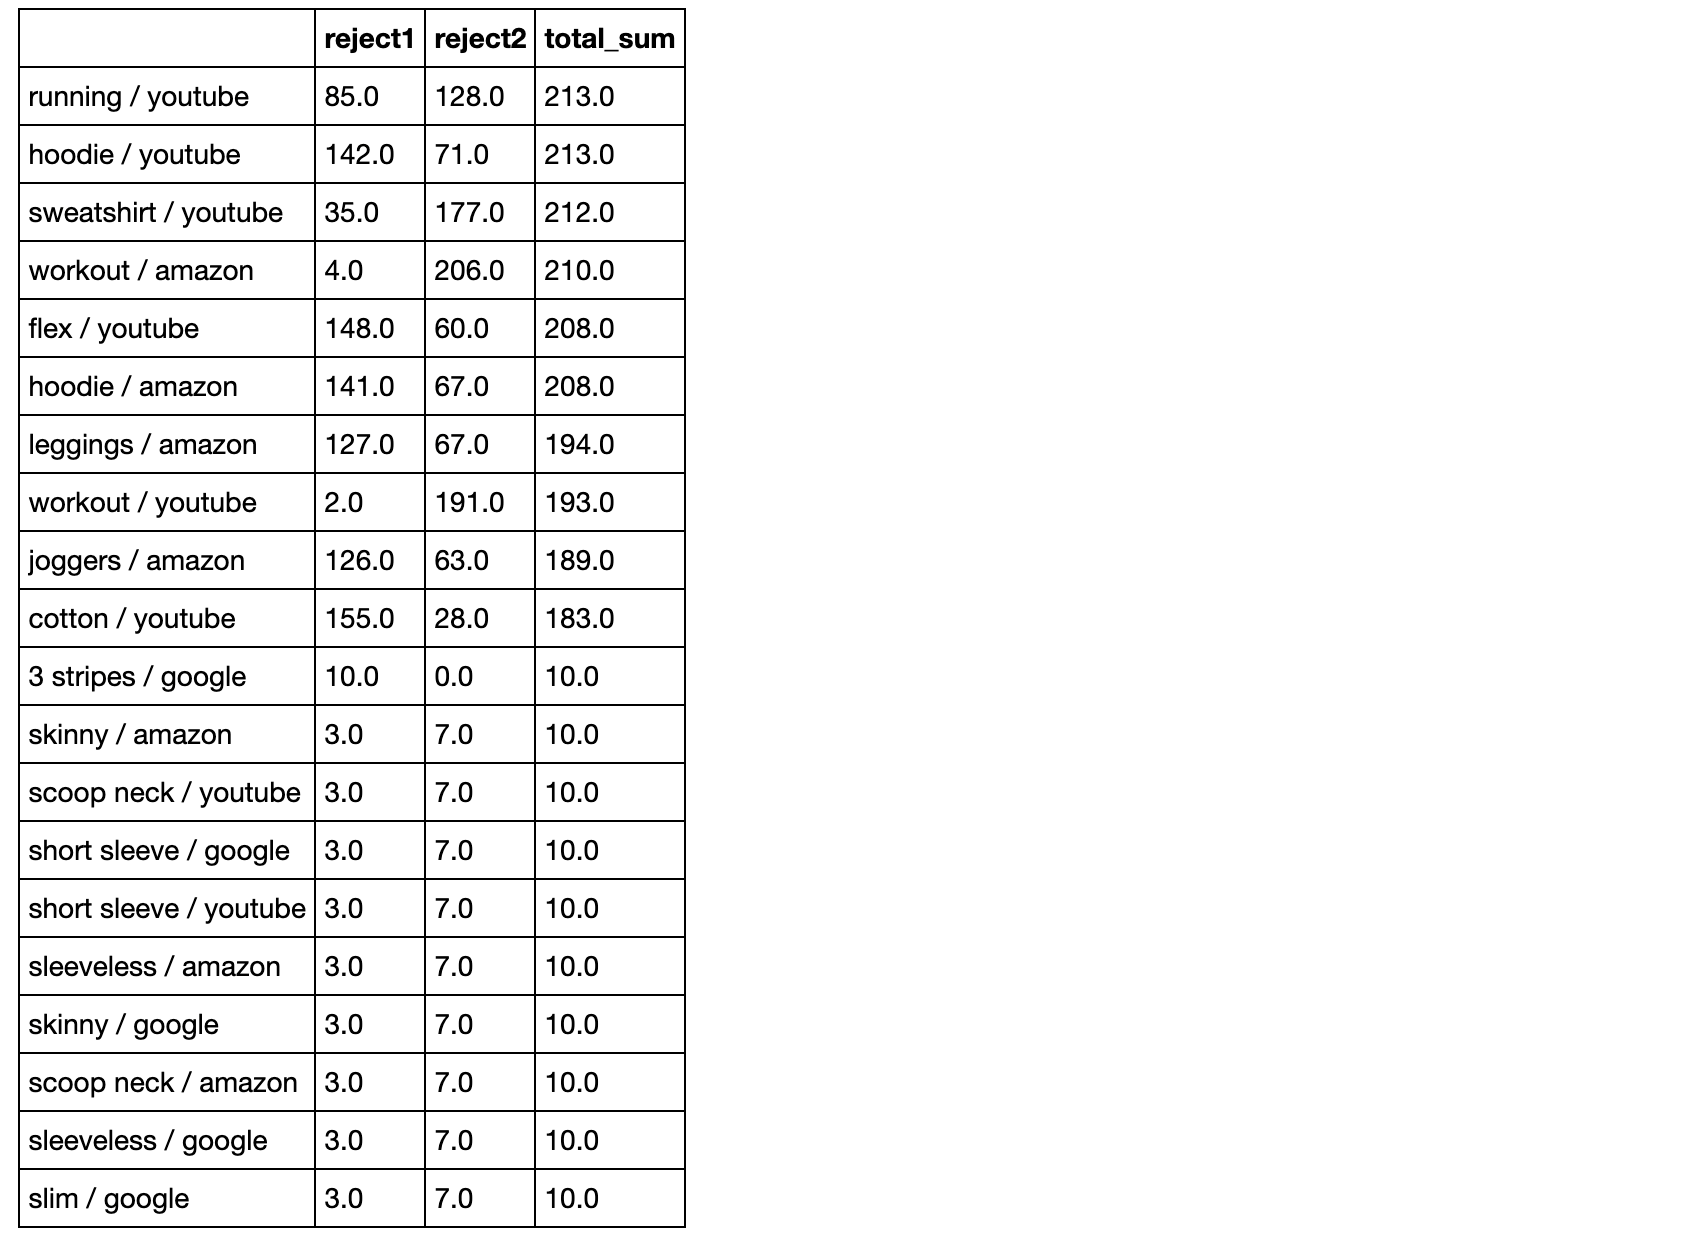 reject1 reject2 total_sum
running / youtube 85.0 128.0 213.0
hoodie / youtube 142.0 71.0 213.0
sweatshirt / youtube 35.0 177.0 212.0
workout / amazon 4.0 206.0 210.0
flex / youtube 148.0 60.0 208.0
hoodie / amazon 141.0 67.0 208.0
leggings / amazon 127.0 67.0 194.0
workout / youtube 2.0 191.0 193.0
joggers / amazon 126.0 63.0 189.0
cotton / youtube 155.0 28.0 183.0
3 stripes / google 10.0 0.0 10.0
skinny / amazon 3.0 7.0 10.0
scoop neck / youtube 3.0 7.0 10.0
short sleeve / google 3.0 7.0 10.0
short sleeve / youtube 3.0 7.0 10.0
sleeveless / amazon 3.0 7.0 10.0
skinny / google 3.0 7.0 10.0
scoop neck / amazon 3.0 7.0 10.0
sleeveless / google 3.0 7.0 10.0
slim / google 3.0 7.0 10.0